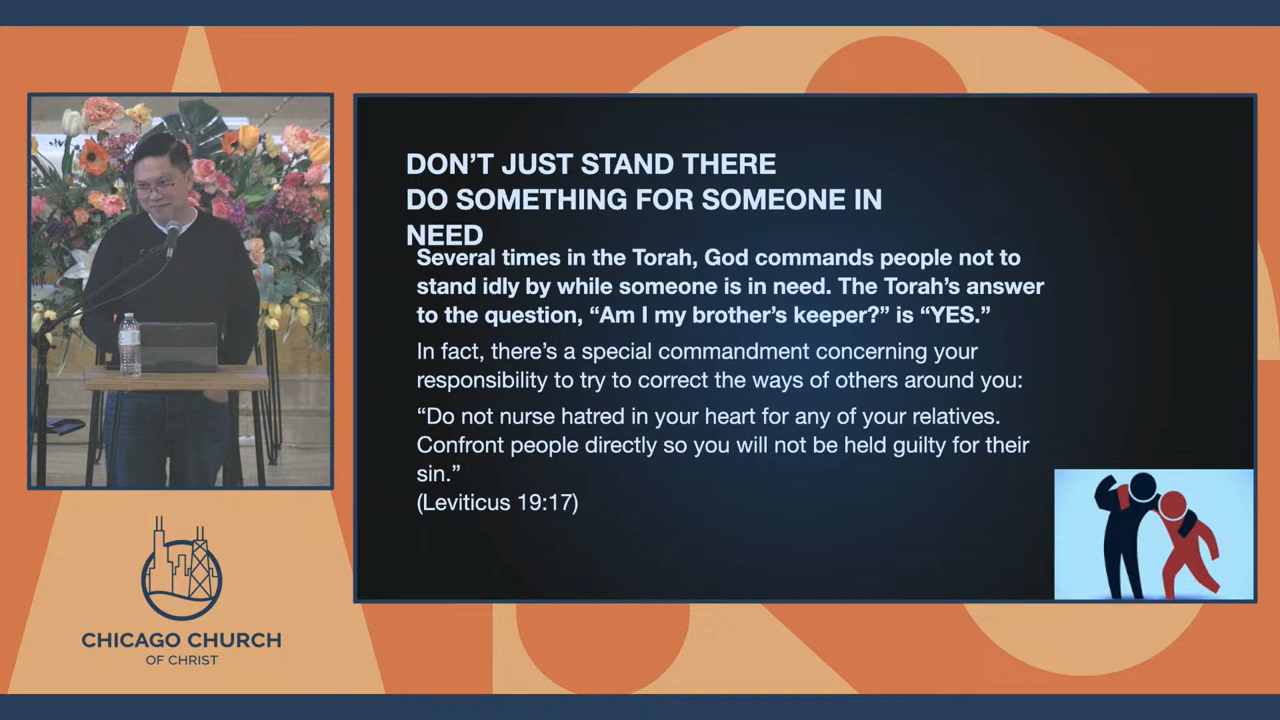 DON'T JUST STAND THERE
DO SOMETHING FOR SOMEONE IN
NEED
Several times in the Torah, God commands people not to
stand idly by while someone is in need. The Torah's answer
to the question, “Am I my brother's keeper?” is “YES.”
In fact, there's a special commandment concerning your
responsibility to try to correct the ways of others around you:
“Do not nurse hatred in your heart for any of your relatives.
Confront people directly so you will not be held guilty for their
sin.”
(Leviticus 19:17)
CHICAGO CHURCH
OF CHRIST